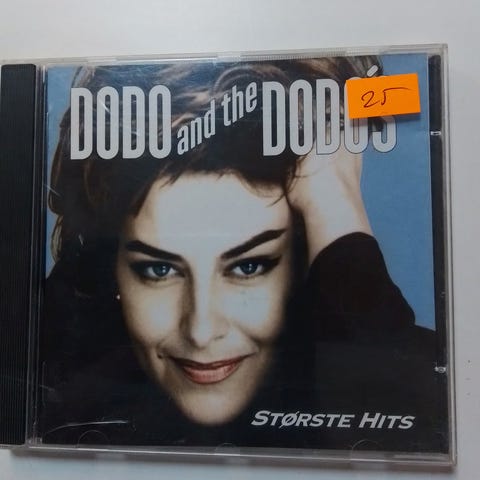 DODO and the DODO'S
25
STØRSTE HITS